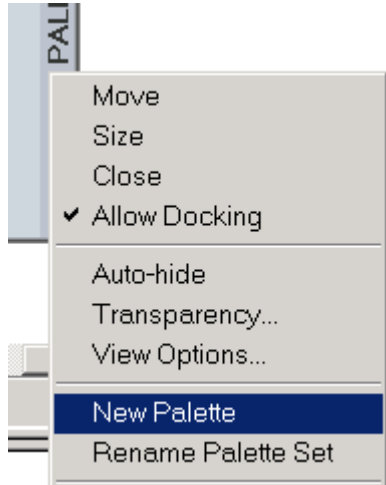 PAL
Move
Size
Close
Allow Docking
Auto-hide
Transparency...
View Options...
New Palette
Rename Palette Set